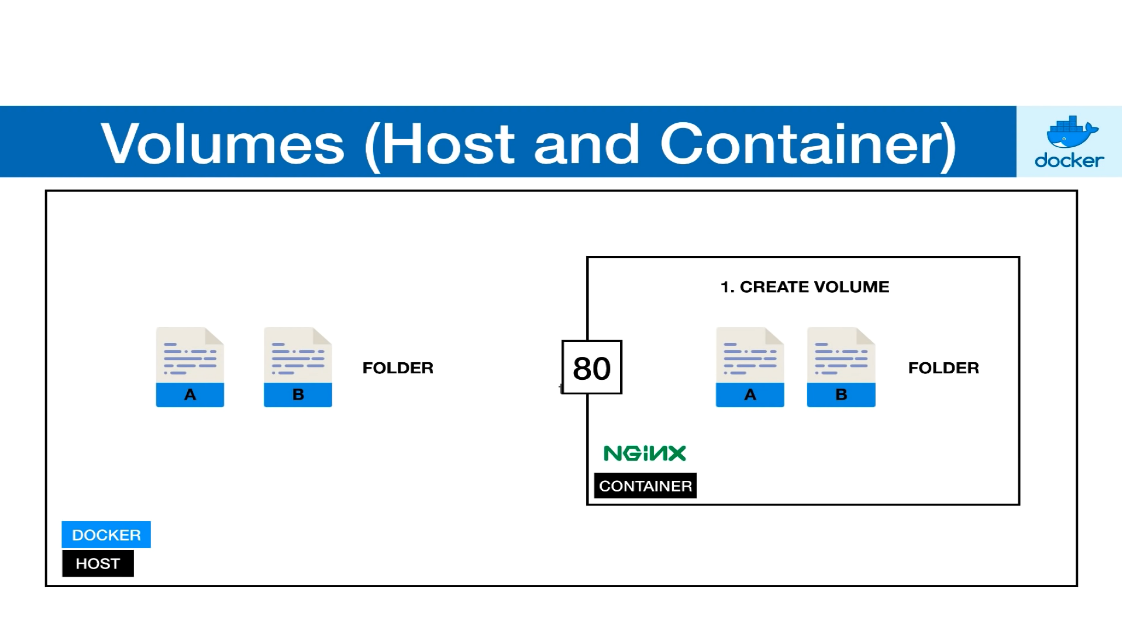 Volumes (Host and Container)
docker
1. CREATE VOLUME
A
B
FOLDER
80
A
B
FOLDER
NGINX
CONTAINER
DOCKER
HOST